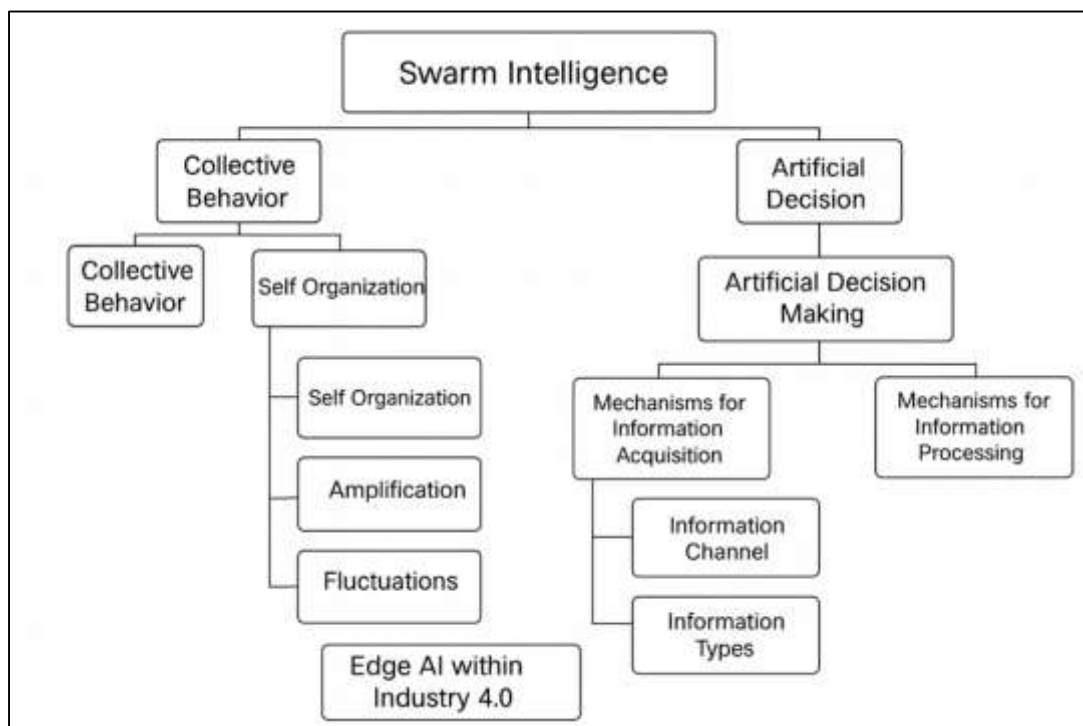 Swarm Intelligence
Collective
Behavior
Artificial
Decision
Collective
Behavior
Self Organization
Artificial Decision
Making
Self Organization
Mechanisms for
Information
Acquisition
Mechanisms for
Information
Processing
Amplification
Information
Channel
Fluctuations
Information
Types
Edge AI within
Industry 4.0